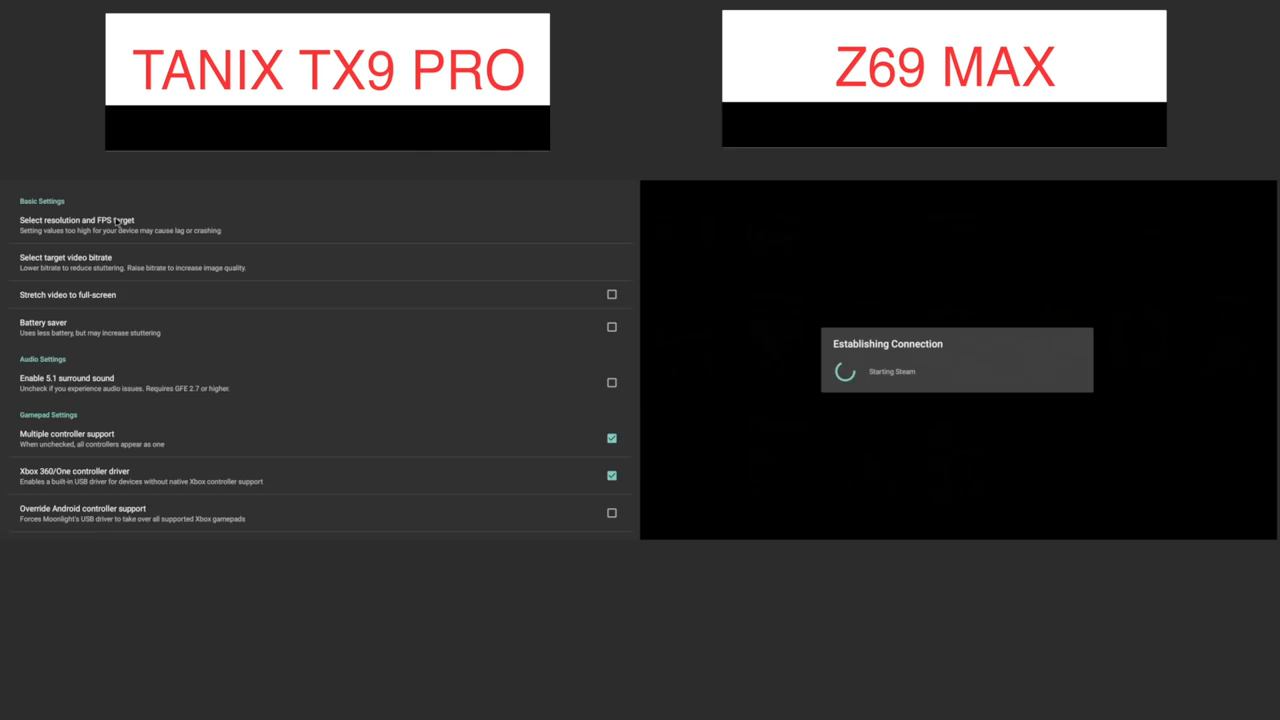 TANIX TX9 PRO
Z69 MAX
Basic Settings
Select resolution and FPS target
Setting values too high for your device may cause lag or crashing
Select target video bitrate
Lower bitrate to reduce stuttering. Raise bitrate to increase image quality.
Stretch video to full-screen
Battery saver
Uses less battery, but may increase stuttering
Audio Settings
Enable 5.1 surround sound
Uncheck if you experience audio issues. Requires GFE 2.7 or higher.
Gamepad Settings
Multiple controller support
When unchecked, all controllers appear as one
Xbox 360/One controller driver
Enables a built-in USB driver for devices without native Xbox controller support
Override Android controller support
Forces Moonlight's USB driver to take over all supported Xbox gamepads
Establishing Connection
Starting Steam